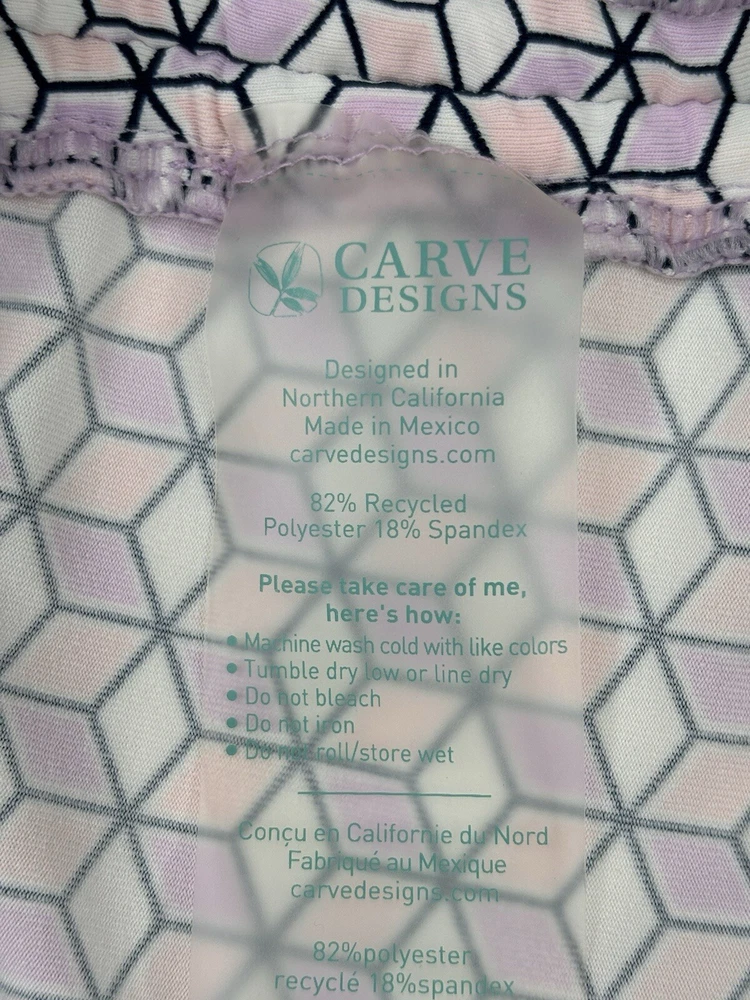 CARVE
DESIGNS
Designed in
Northern California
Made in Mexico
carvedesigns.com
82% Recycled
Polyester 18% Spandex
Please take care of me,
here's how:
• Machine wash cold with like colors
• Tumble dry low or line dry
• Do not bleach
• Do not iron
• Do not roll/store wet
Conçu en Californie du Nord
Fabriqué au Mexique
carvedesigns.com
82%polyester
recyclé 18%spandex